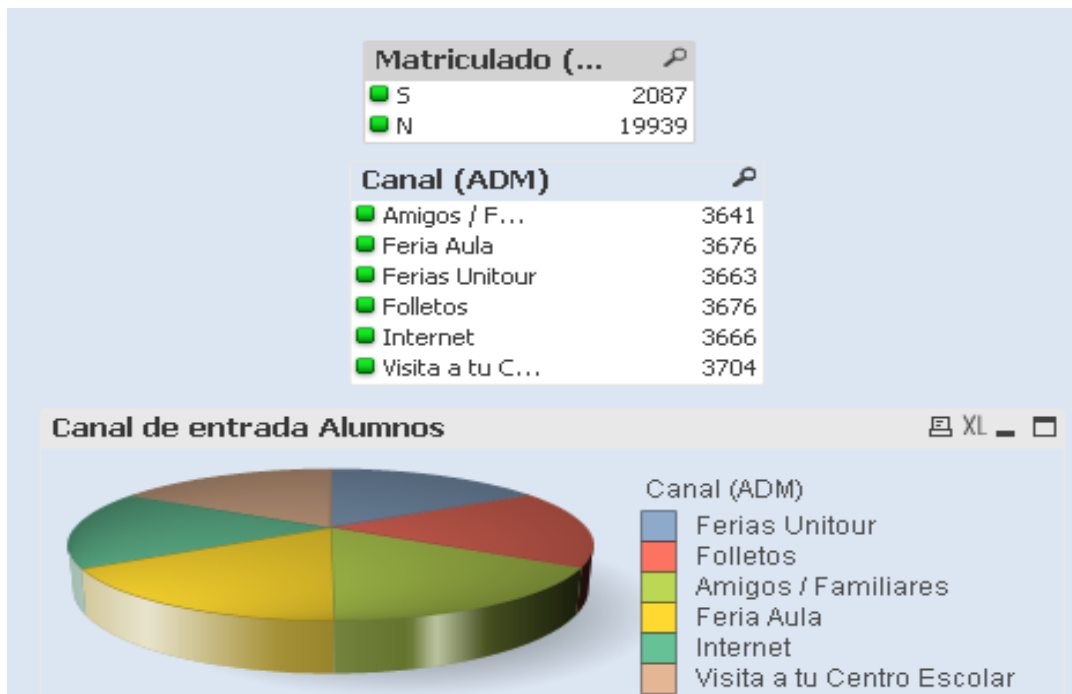 Matriculado (...
S 2087
N 19939
Canal (ADM)
Amigos / F... 3641
Feria Aula 3676
Ferias Unitour 3663
Folletos 3676
Internet 3666
Visita a tu C... 3704
Canal de entrada Alumnos XL
Canal (ADM)
Ferias Unitour
Folletos
Amigos / Familiares
Feria Aula
Internet
Visita a tu Centro Escolar